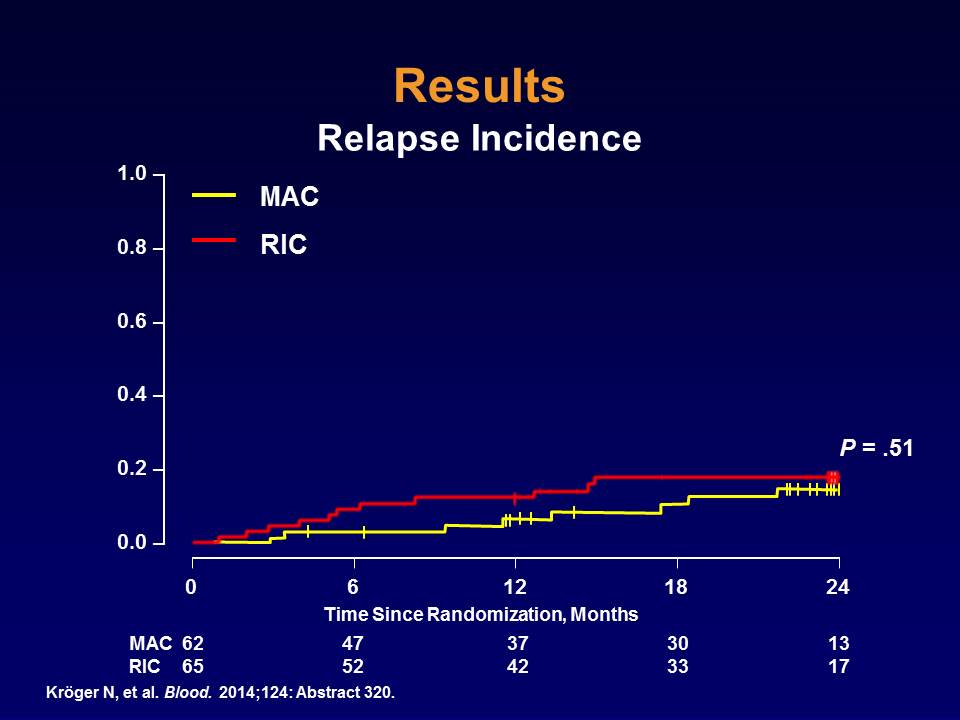 Results
Relapse Incidence
1.0
MAC
0.8
RIC
0.6
0.4
P = .51
0.2
0.0
0 6 12 18 24
Time Since Randomization, Months
MAC 62 47 37 30 13
RIC 65 52 42 33 17
Kröger N, et al. Blood. 2014;124: Abstract 320.